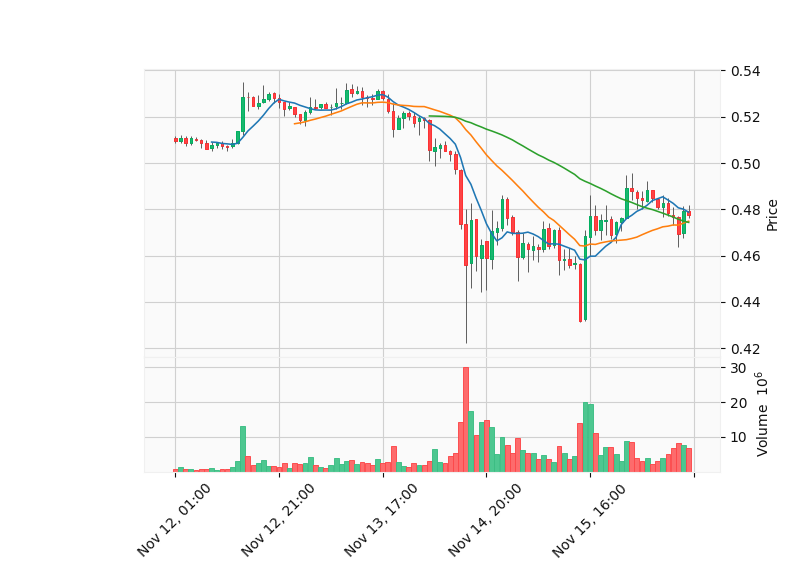 0.54
0.52
0.50
0.48
0.46
0.44
0.42
Price
30
20
10
Volume 10^6
Nov 12, 01:00
Nov 12, 21:00
Nov 13, 17:00
Nov 14, 20:00
Nov 15, 16:00